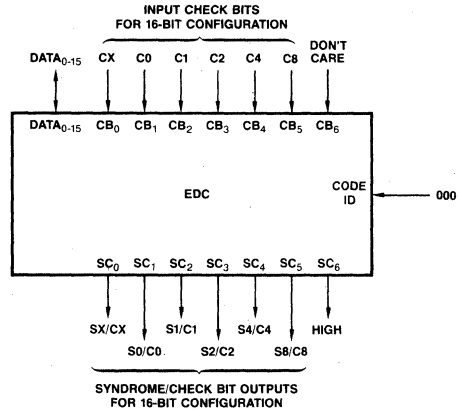 INPUT CHECK BITS
FOR 16-BIT CONFIGURATION
DATA0-15 CX C0 C1 C2 C4 C8 DON'T CARE
DATA0-15 CB0 CB1 CB2 CB3 CB4 CB5 CB6
EDC
CODE ID
000
SC0 SC1 SC2 SC3 SC4 SC5 SC6
SX/CX S1/C1 S4/C4 HIGH
S0/C0 S2/C2 S8/C8
SYNDROME/CHECK BIT OUTPUTS
FOR 16-BIT CONFIGURATION